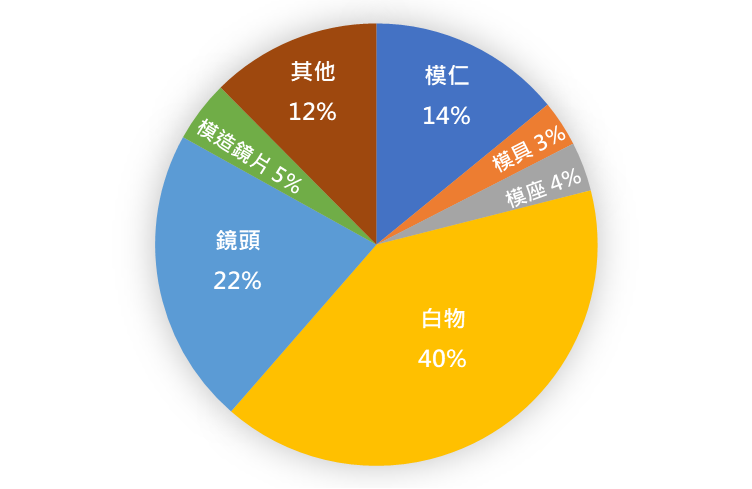 模仁
14%
模具 3%
模座 4%
白物
40%
鏡頭
22%
模造鏡片 5%
其他
12%